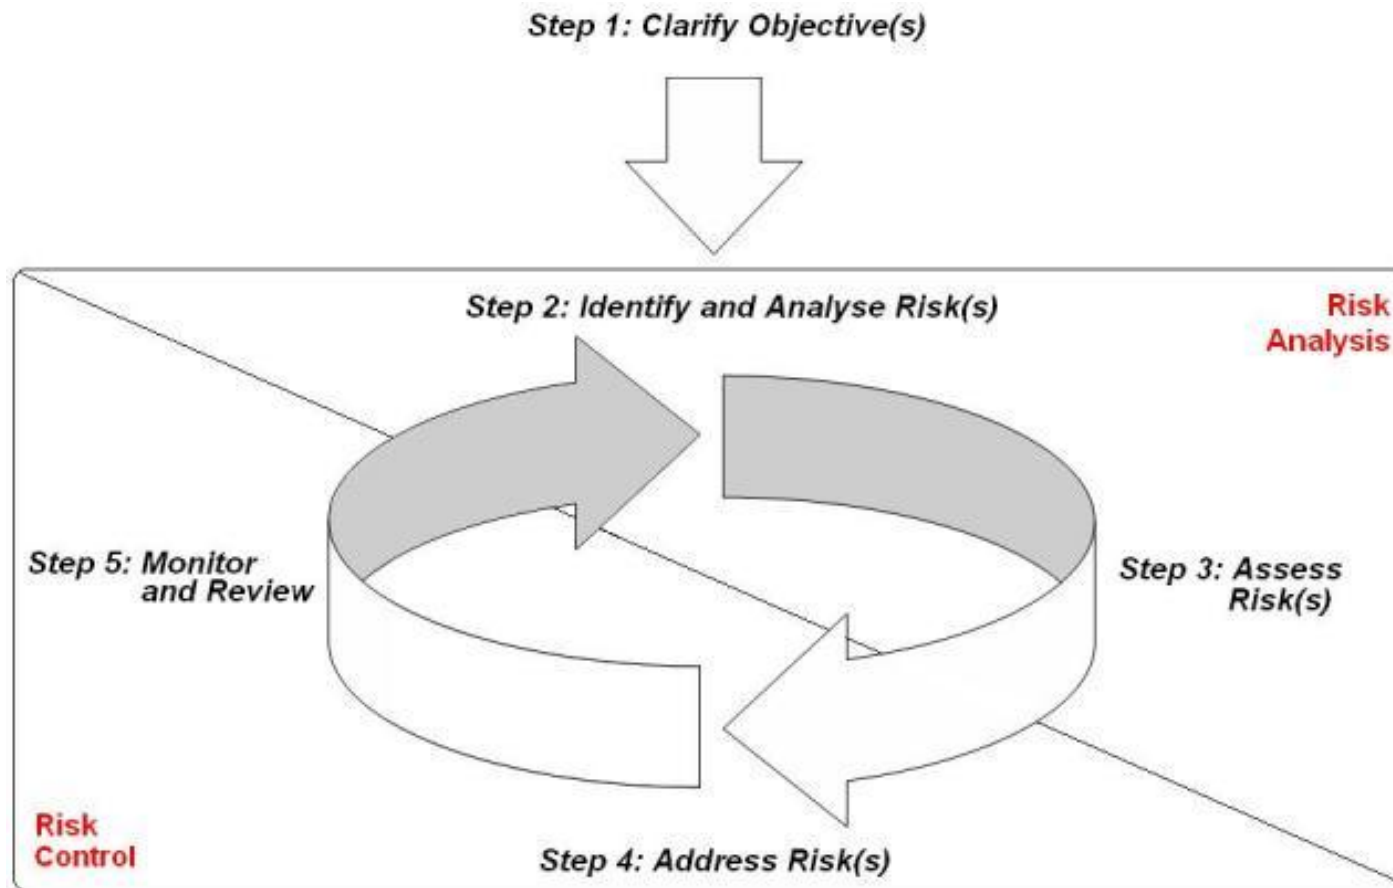 Step 1: Clarify Objective(s)
Step 2: Identify and Analyse Risk(s)
Risk
Analysis
Step 5: Monitor
and Review
Step 3: Assess
Risk(s)
Risk
Control
Step 4: Address Risk(s)